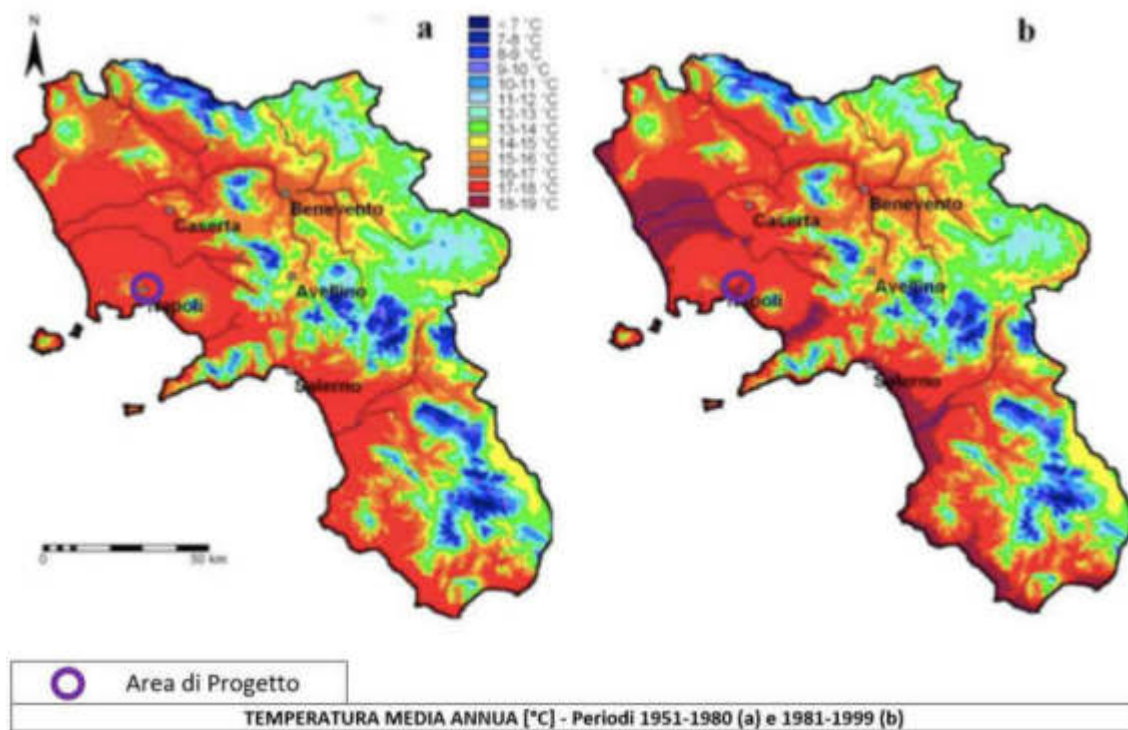 N
a
b
< 7 °C
7-8 °C
8-9 °C
9-10 °C
10-11 °C
11-12 °C
12-13 °C
13-14 °C
14-15 °C
15-16 °C
16-17 °C
17-18 °C
18-19 °C
Benevento
Caserta
Avellino
Napoli
Salerno
Benevento
Caserta
Avellino
Napoli
Salerno
0
50 km
Area di Progetto
TEMPERATURA MEDIA ANNUA [°C] - Periodi 1951-1980 (a) e 1981-1999 (b)